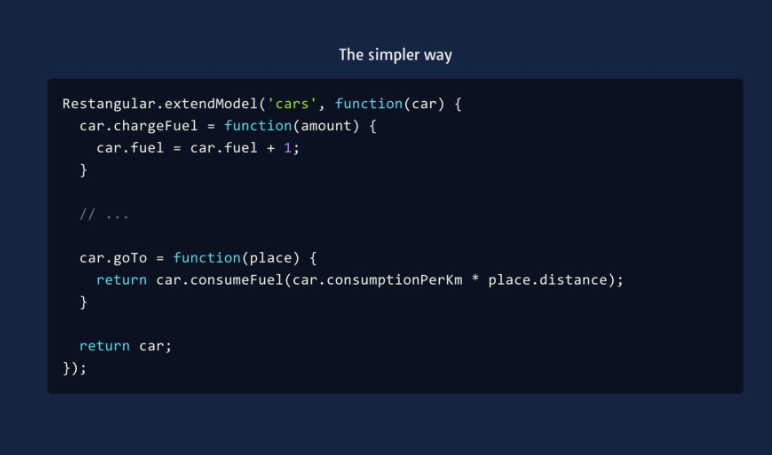 The simpler way
Restangular.extendModel('cars', function(car) {
  car.chargeFuel = function(amount) {
    car.fuel = car.fuel + 1;
  }
  // ...
  car.goTo = function(place) {
    return car.consumeFuel(car.consumptionPerKm * place.distance);
  }
  return car;
});